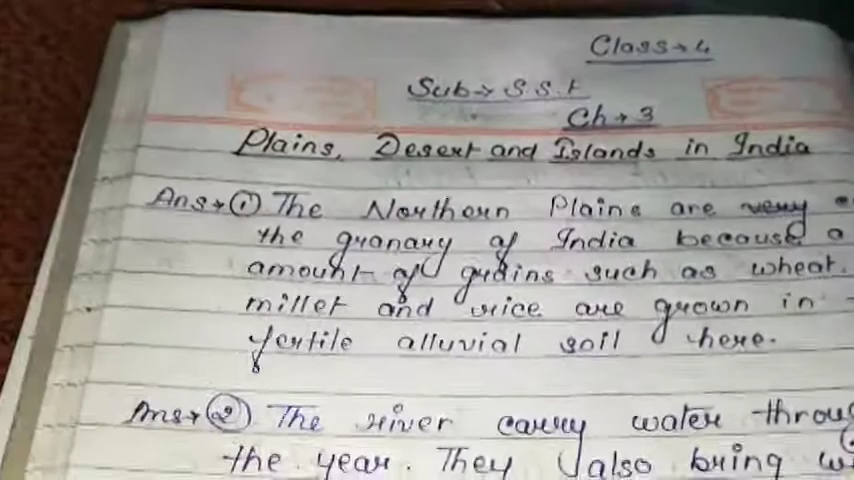 Class → 4
Sub → S.S.t
Ch → 3
Plains, Desert and Islands in India
Ans → ① The Northern Plains are very
the granary of India because a
amount of grains such as wheat.
millet and rice are grown in
fertile alluvial soil here.
Ans → ② The river carry water throu
the year. They also bring w